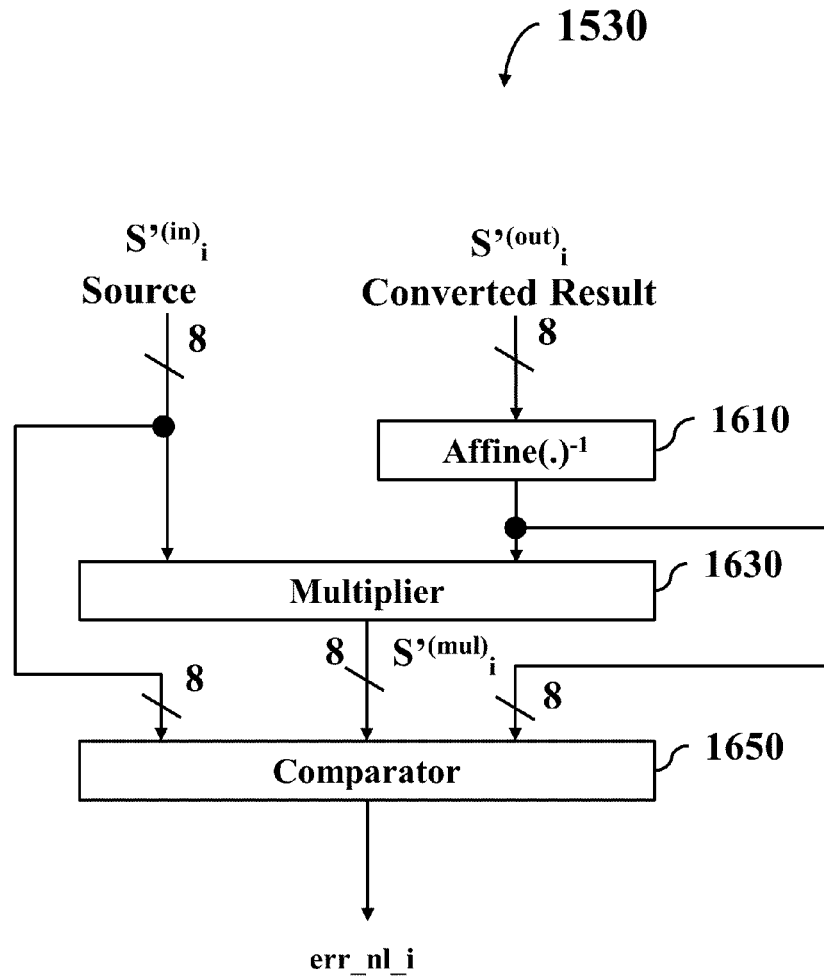 1530
S’(in)i
Source
S’(out)i
Converted Result
8
8
Affine(.)-1
1610
Multiplier
1630
8
8
S’(mul)i
8
Comparator
1650
err_nl_i